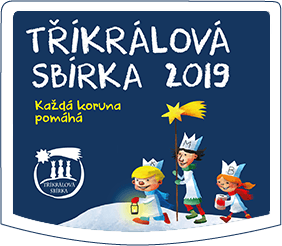 TŘÍKRÁLOVÁ
SBÍRKA 2019
Každá koruna
pomáhá
TŘÍKRÁLOVÁ
SBÍRKA
M
B